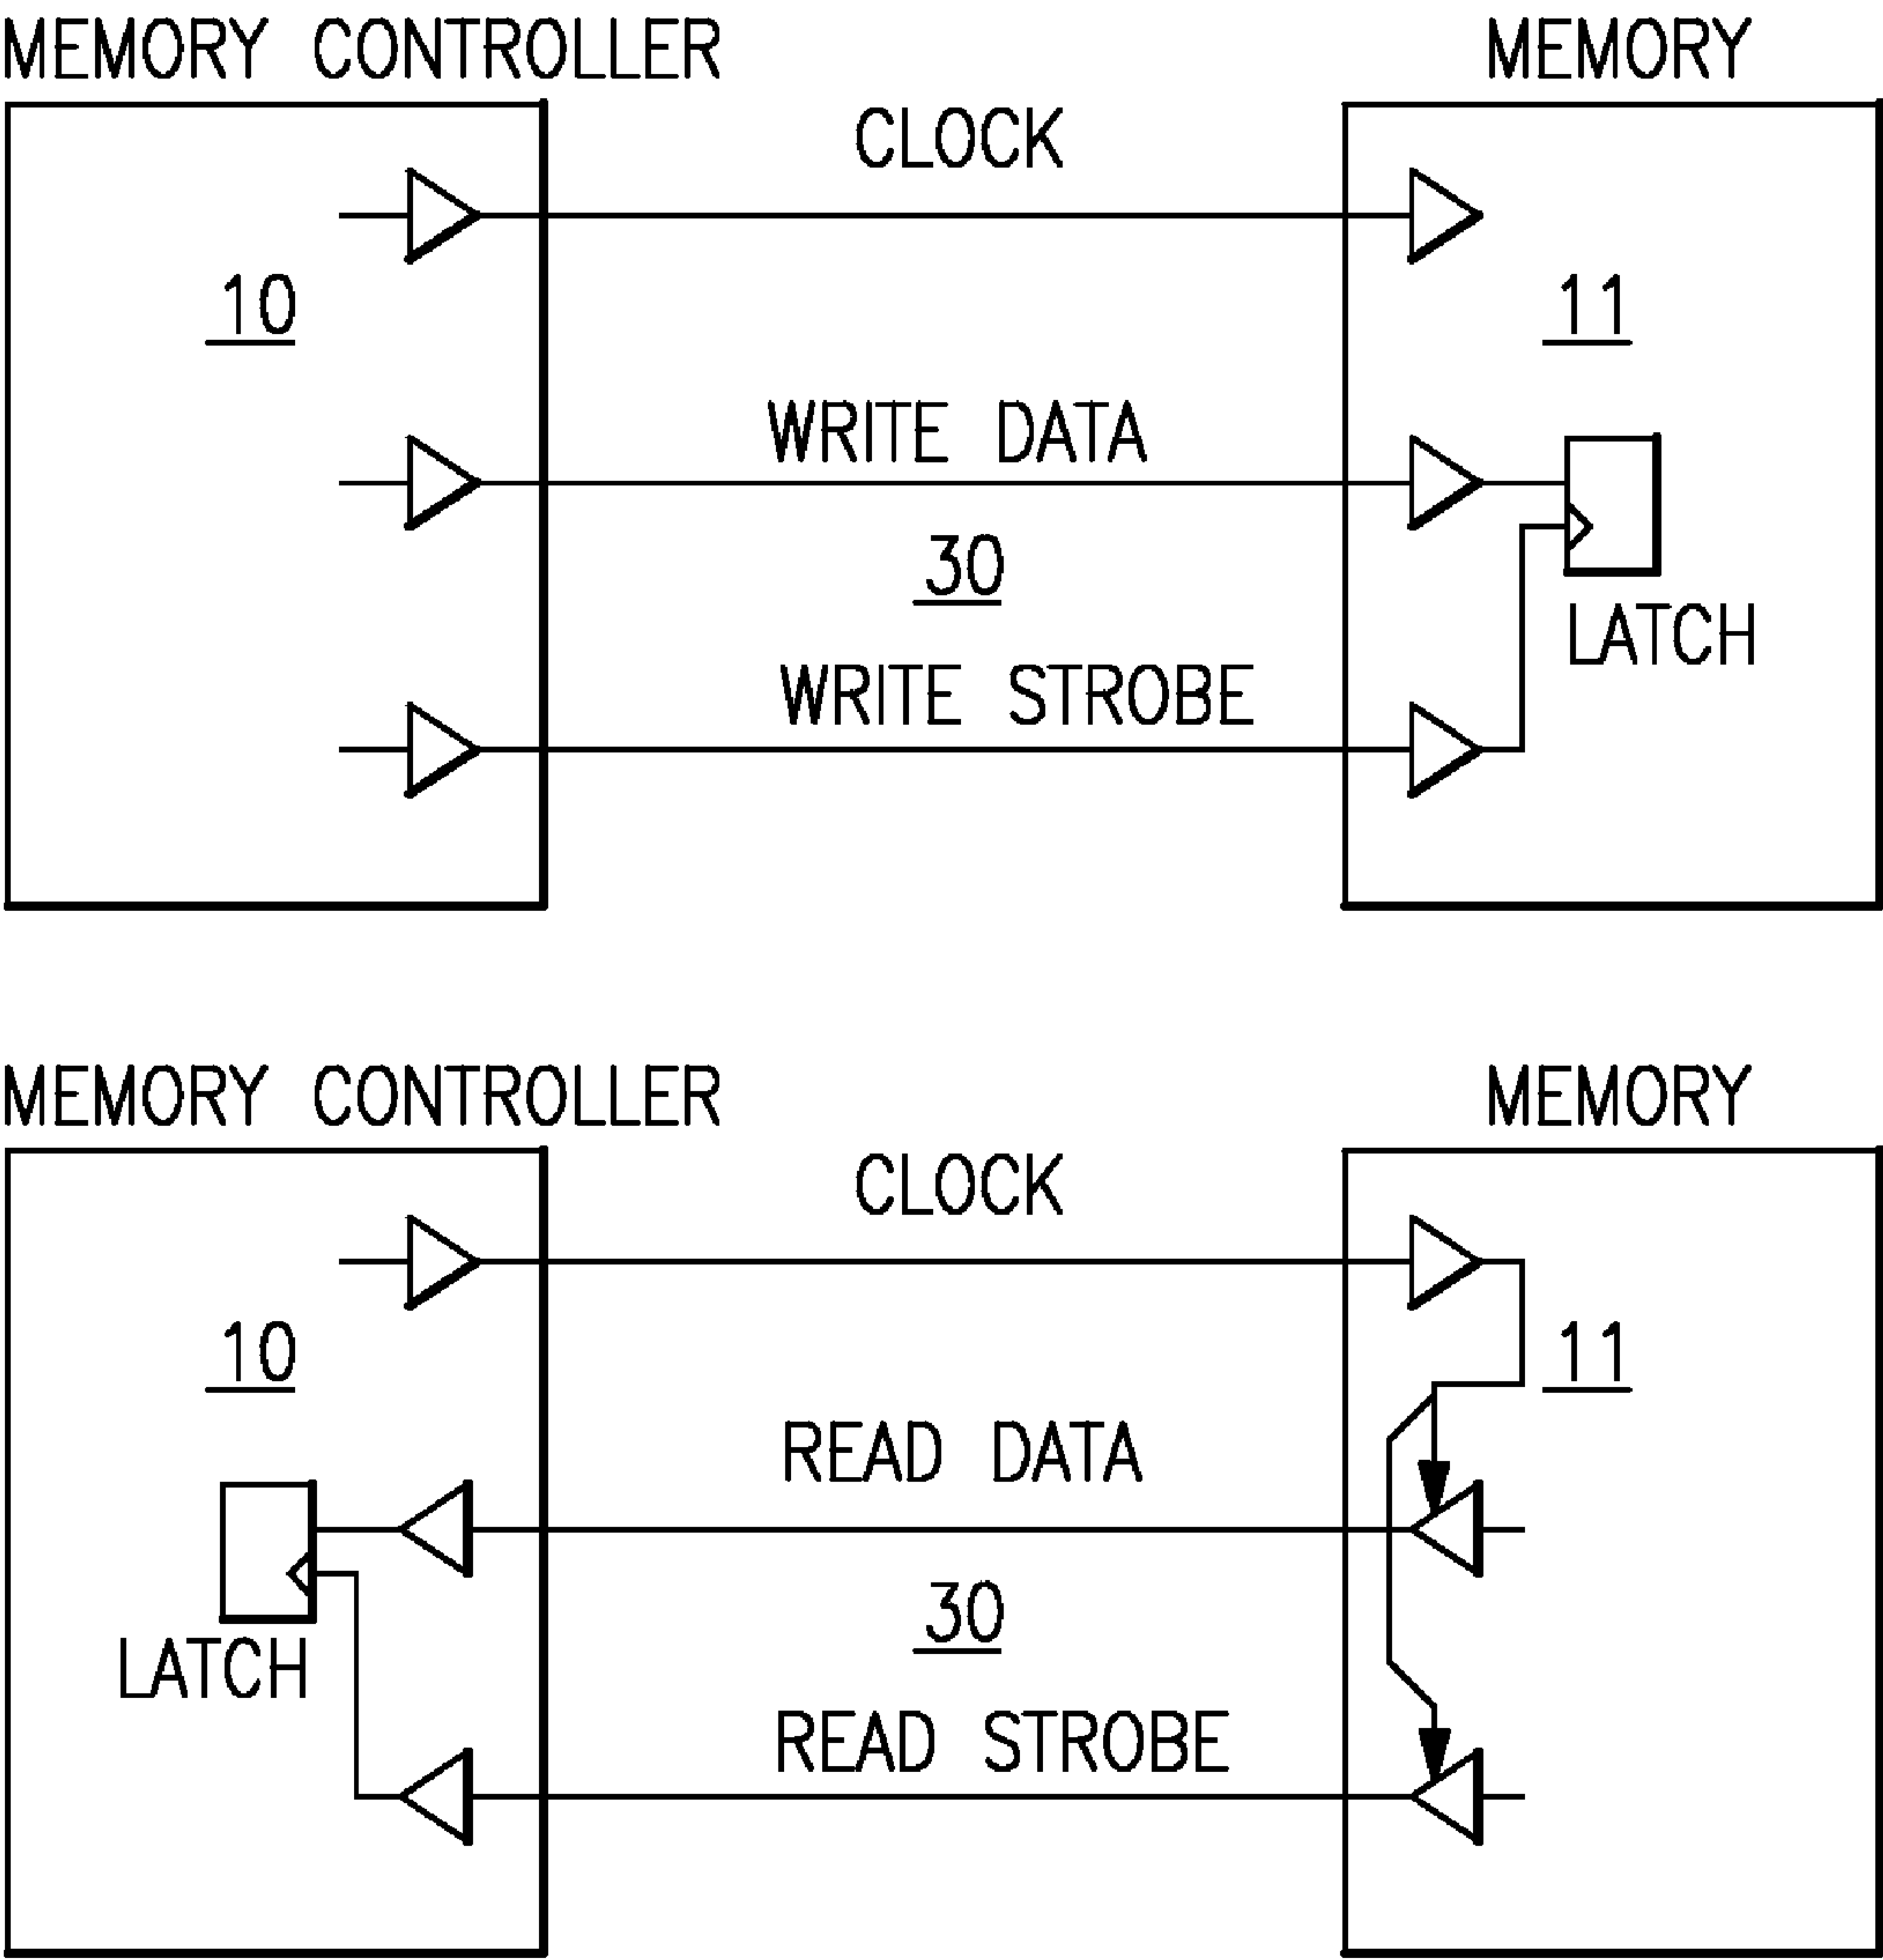 MEMORY CONTROLLER MEMORY
CLOCK
10 11
WRITE DATA
30
LATCH
WRITE STROBE
MEMORY CONTROLLER MEMORY
CLOCK
10 11
READ DATA
30
LATCH
READ STROBE